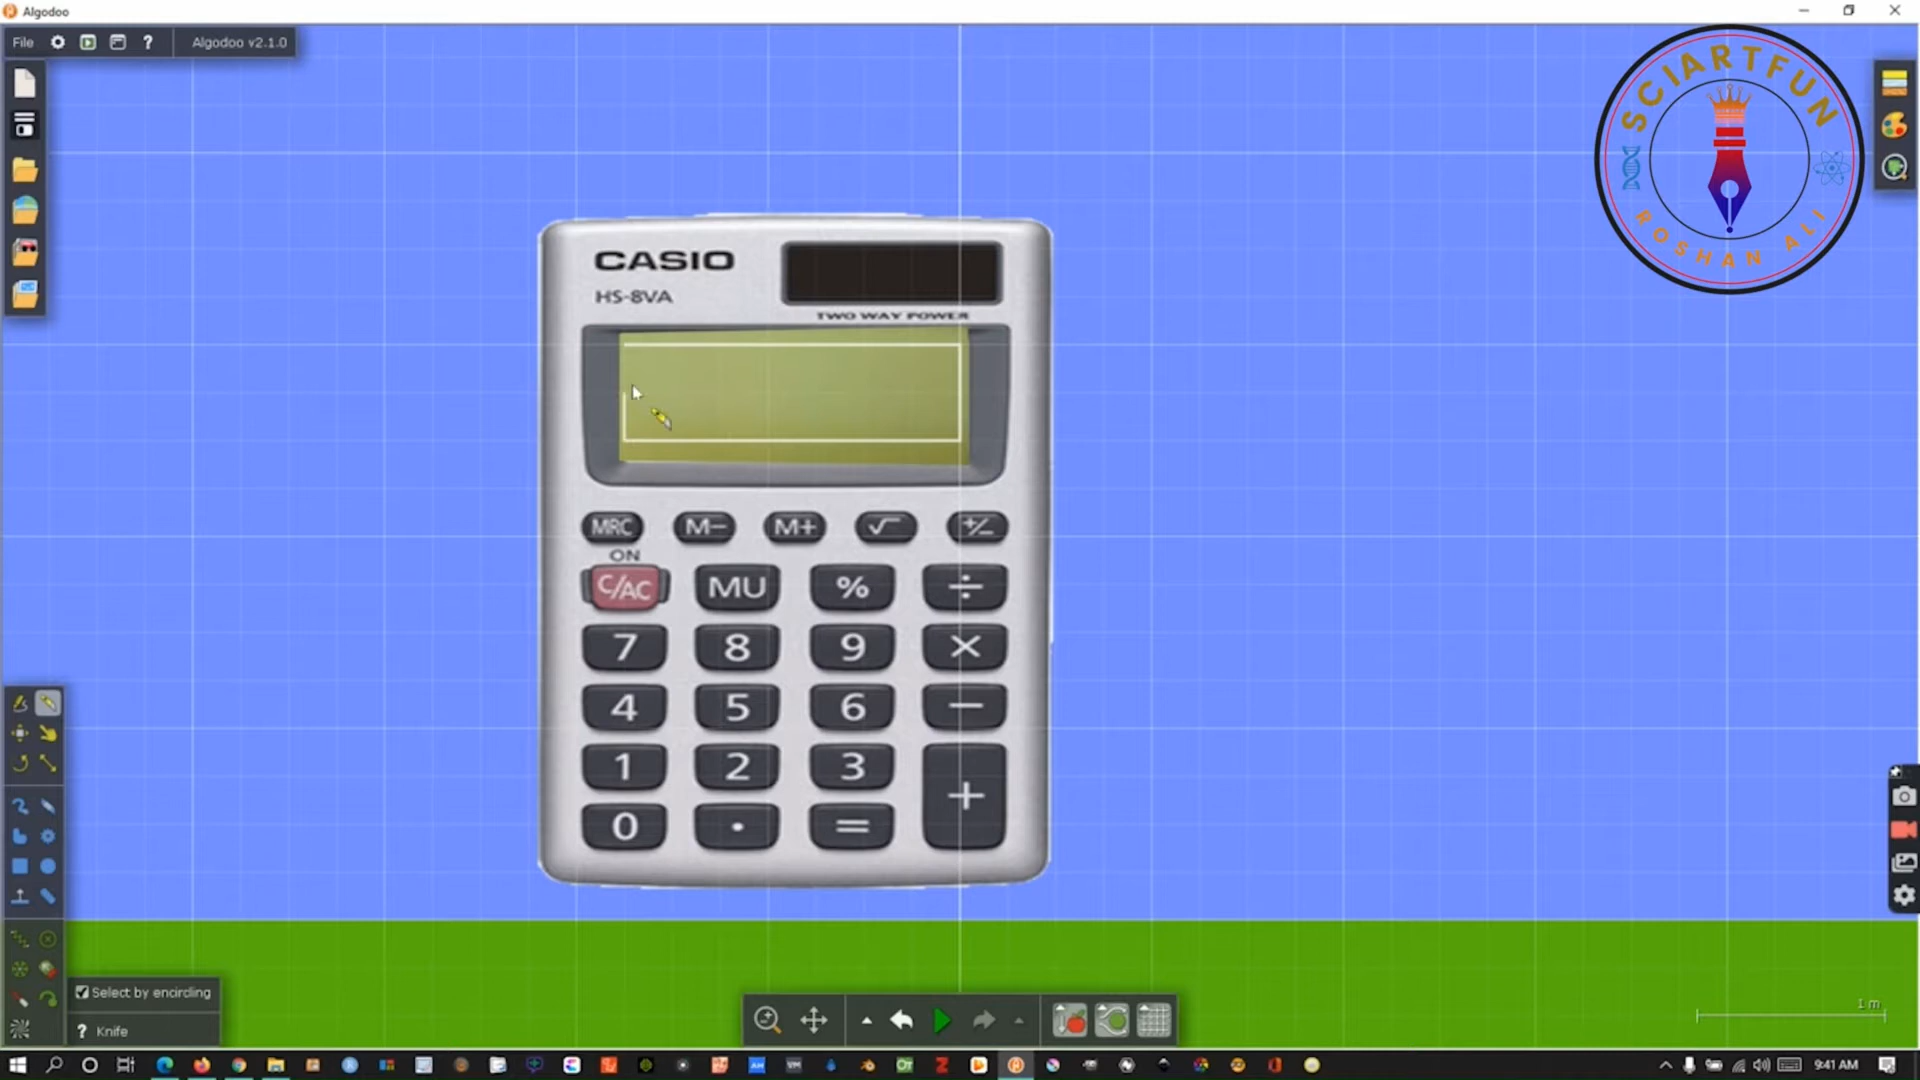 Algodoo
File ? Algodoo v2.1.0
SCIARTFUN
ROSHAN ALI
CASIO
HS-8VA
TWO WAY POWER
MRC M− M+ √ +/−
ON
C/AC MU % ÷
7 8 9 ×
4 5 6 −
1 2 3 +
0 . =
Select by encircling
? Knife
1 m
9:41 AM